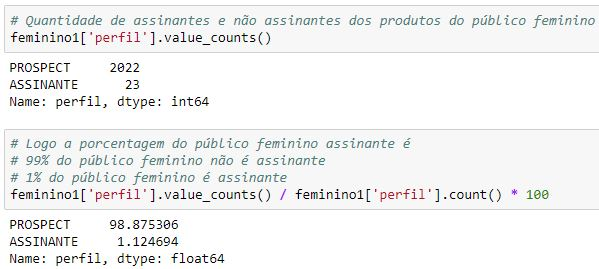 # Quantidade de assinantes e não assinantes dos produtos do público feminino
feminino1['perfil'].value_counts()
PROSPECT     2022
ASSINANTE      23
Name: perfil, dtype: int64
# Logo a porcentagem do público feminino assinante é
# 99% do público feminino não é assinante
# 1% do público feminino é assinante
feminino1['perfil'].value_counts() / feminino1['perfil'].count() * 100
PROSPECT     98.875306
ASSINANTE     1.124694
Name: perfil, dtype: float64